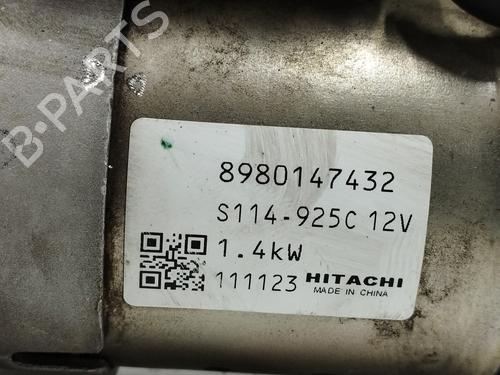 B-PARTS
8980147432
S114-925C 12V
1.4kW
111123 HITACHI
MADE IN CHINA